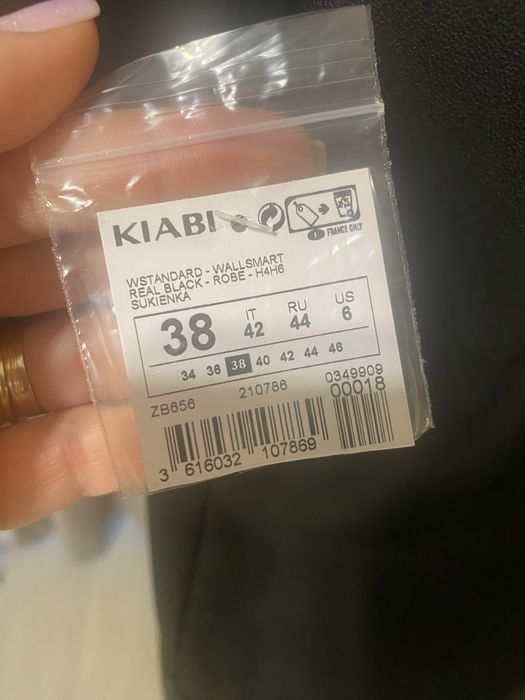 KIABI
FRANCE ONLY
WSTANDARD - WALLSMART
REAL BLACK - ROBE - H4H6
SUKIENKA
38 IT 42 RU 44 US 6
34 36 38 40 42 44 46
ZB656 210786 0349909
00018
3 616032 107869